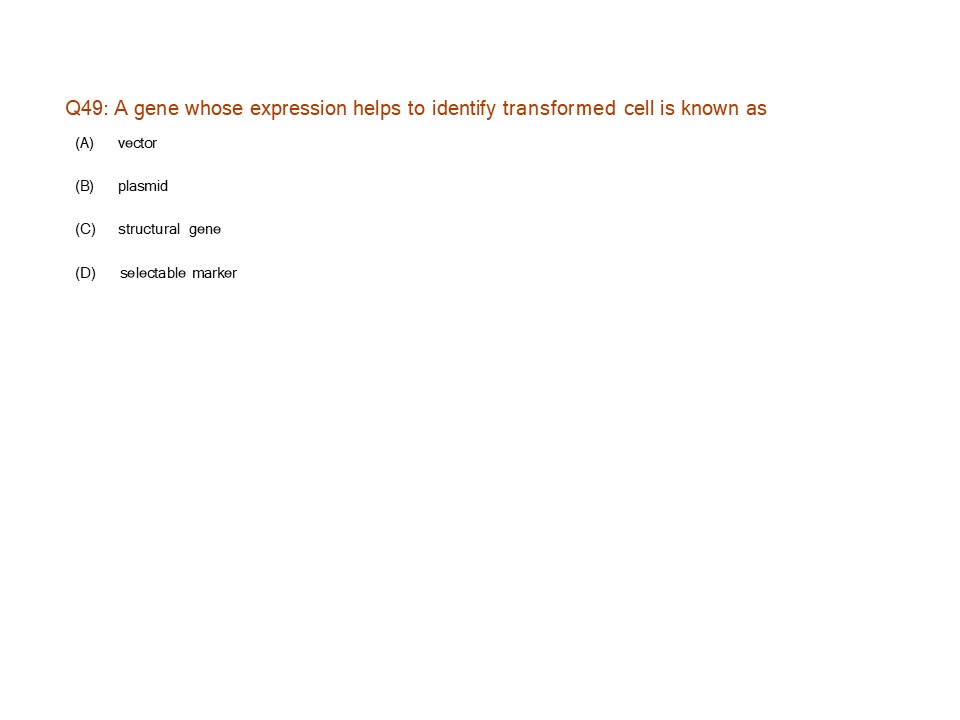 Q49: A gene whose expression helps to identify transformed cell is known as
(A) vector
(B) plasmid
(C) structural gene
(D) selectable marker